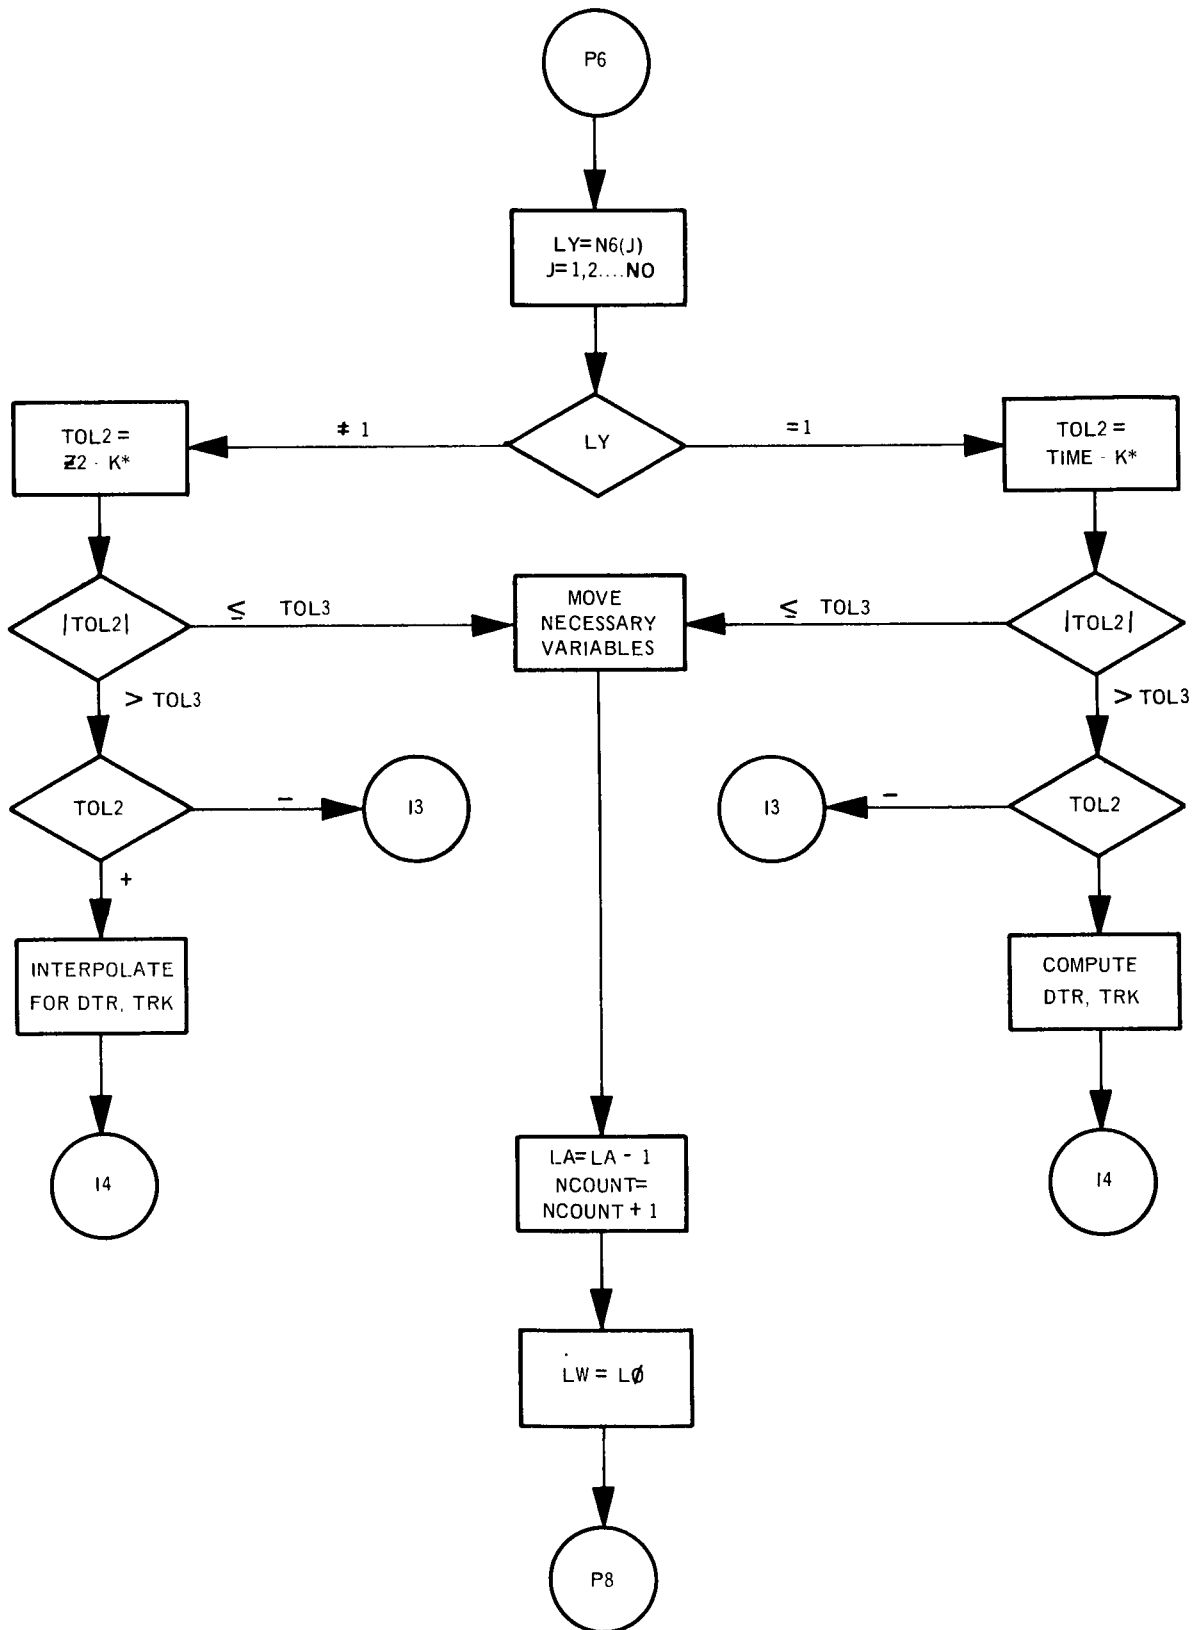 P6
LY=N6(J)
J=1,2....NO
≠ 1
LY
=1
TOL2 =
Z2 - K*
TOL2 =
TIME - K*
|TOL2|
≤ TOL3
MOVE
NECESSARY
VARIABLES
≤ TOL3
|TOL2|
> TOL3
> TOL3
TOL2
−
I3
I3
−
TOL2
+
INTERPOLATE
FOR DTR, TRK
COMPUTE
DTR, TRK
I4
LA=LA - 1
NCOUNT=
NCOUNT + 1
I4
LW = LØ
P8